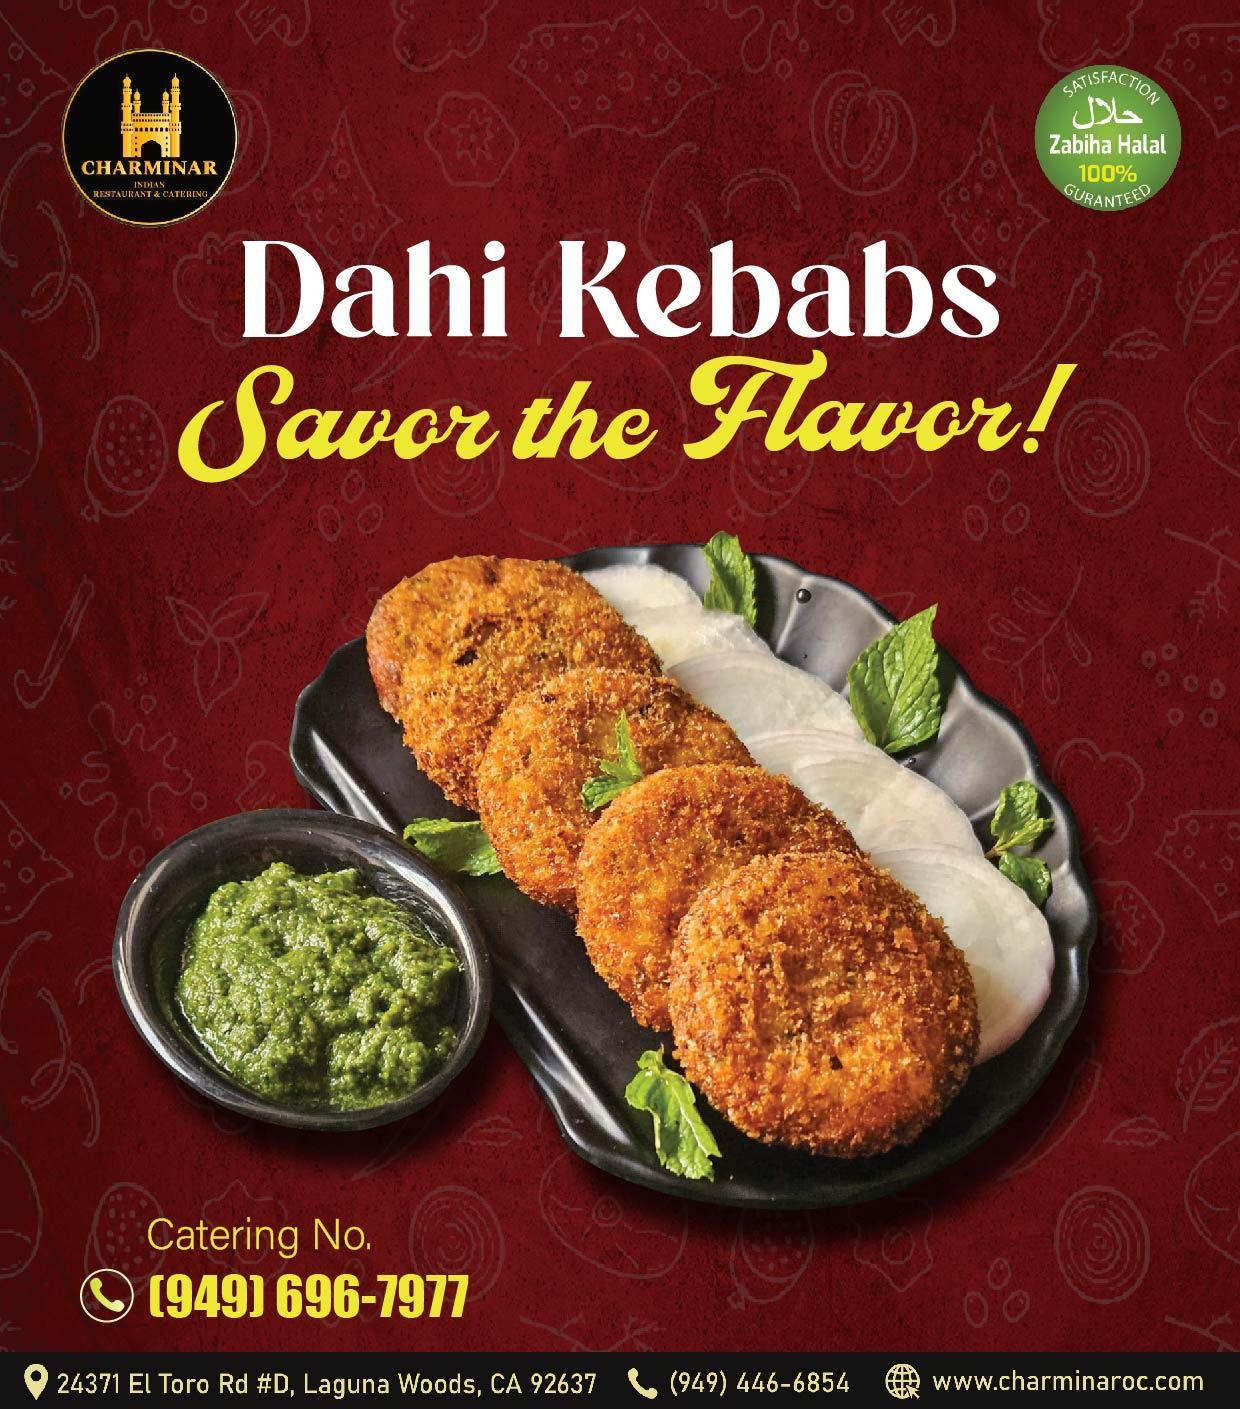 CHARMINAR
INDIAN
RESTAURANT & CATERING
SATISFACTION
حلال
Zabiha Halal
100%
GURANTEED
Dahi Kebabs
Savor the Flavor!
Catering No.
(949) 696-7977
24371 El Toro Rd #D, Laguna Woods, CA 92637 (949) 446-6854 www.charminaroc.com